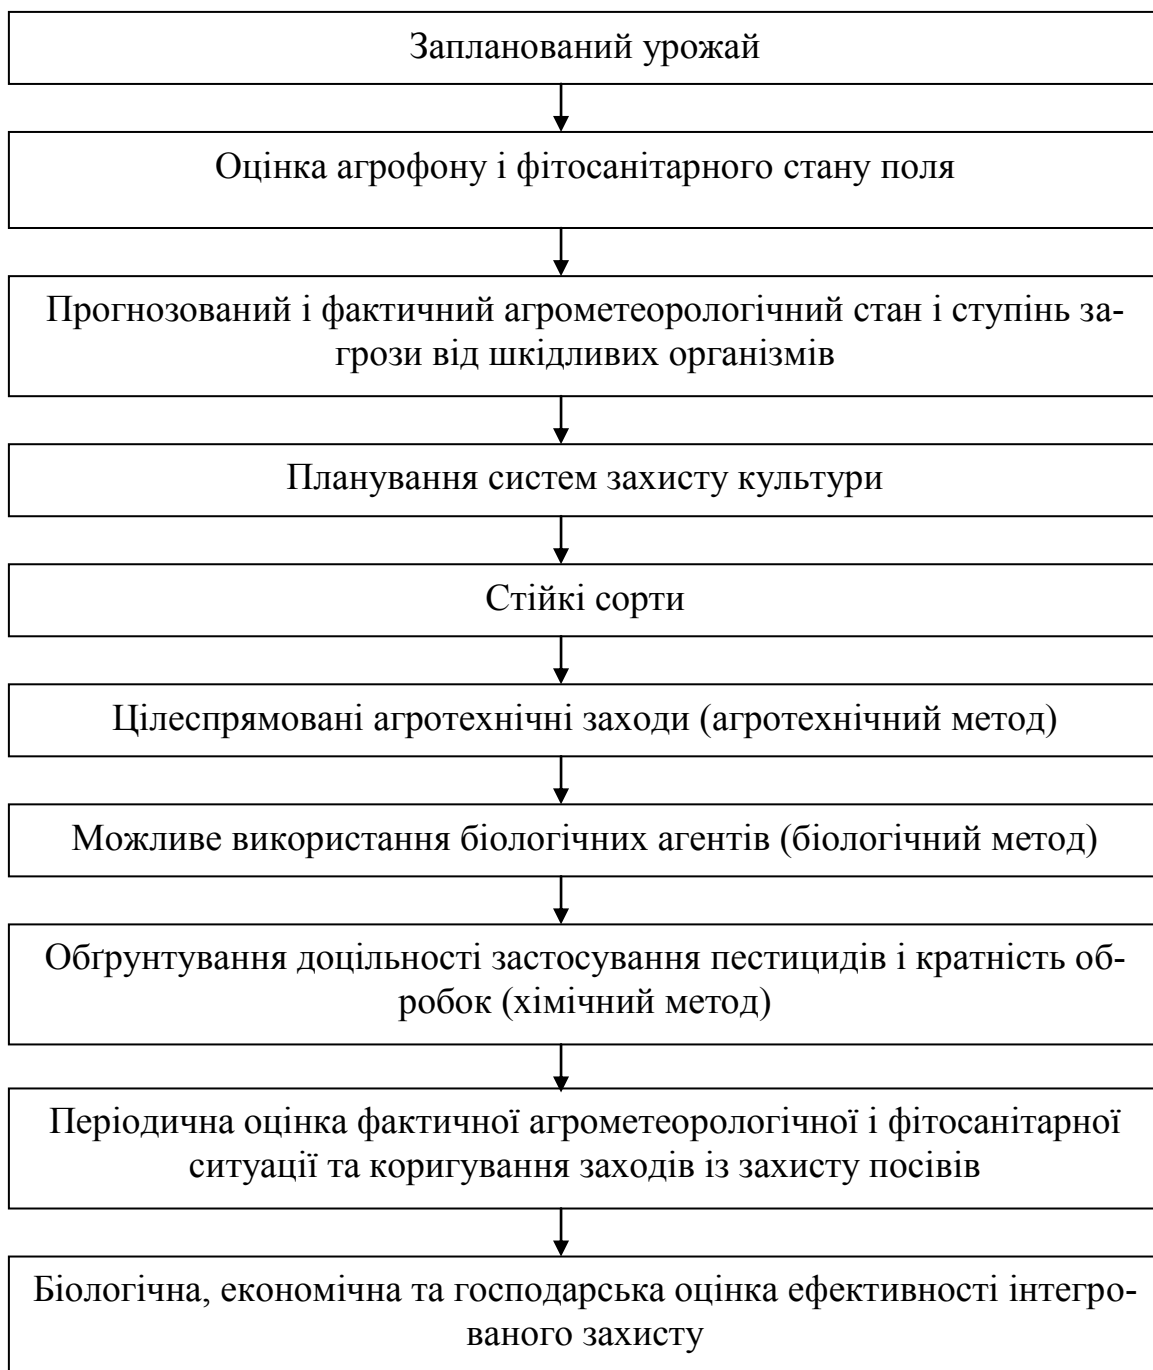 Запланований урожай
Оцінка агрофону і фітосанітарного стану поля
Прогнозований і фактичний агрометеорологічний стан і ступінь за-
грози від шкідливих організмів
Планування систем захисту культури
Стійкі сорти
Цілеспрямовані агротехнічні заходи (агротехнічний метод)
Можливе використання біологічних агентів (біологічний метод)
Обґрунтування доцільності застосування пестицидів і кратність об-
робок (хімічний метод)
Періодична оцінка фактичної агрометеорологічної і фітосанітарної
ситуації та коригування заходів із захисту посівів
Біологічна, економічна та господарська оцінка ефективності інтегро-
ваного захисту